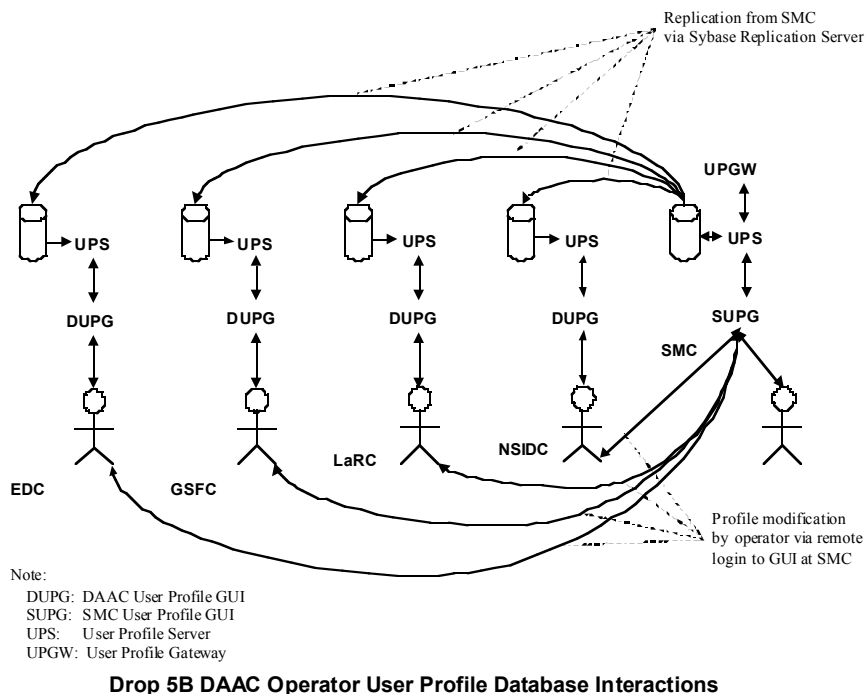 Replication from SMC
via Sybase Replication Server
UPGW
UPS
UPS
UPS
UPS
UPS
DUPG
DUPG
DUPG
DUPG
SUPG
SMC
EDC
GSFC
LaRC
NSIDC
Profile modification
by operator via remote
login to GUI at SMC
Note:
DUPG: DAAC User Profile GUI
SUPG: SMC User Profile GUI
UPS: User Profile Server
UPGW: User Profile Gateway
Drop 5B DAAC Operator User Profile Database Interactions